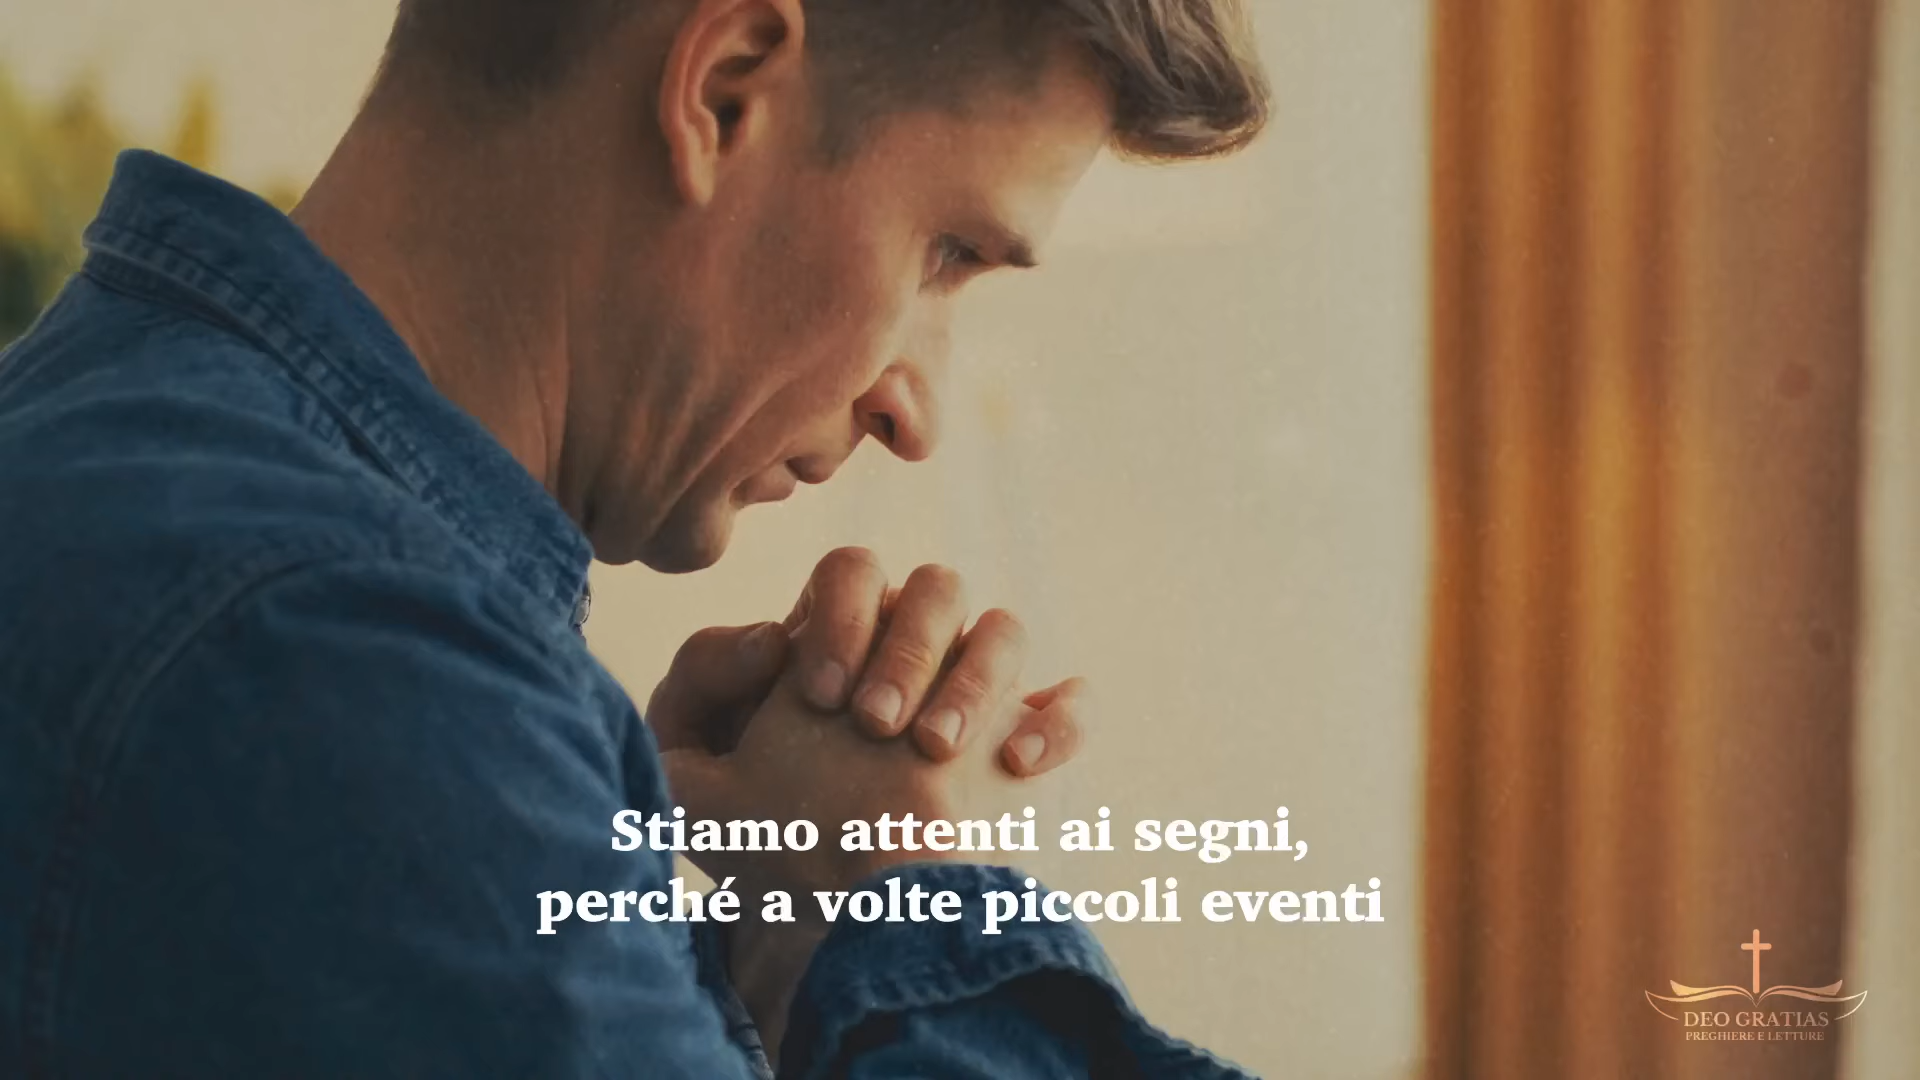 Stiamo attenti ai segni,
perché a volte piccoli eventi
DEO GRATIAS
PREGHIERE E LETTURE